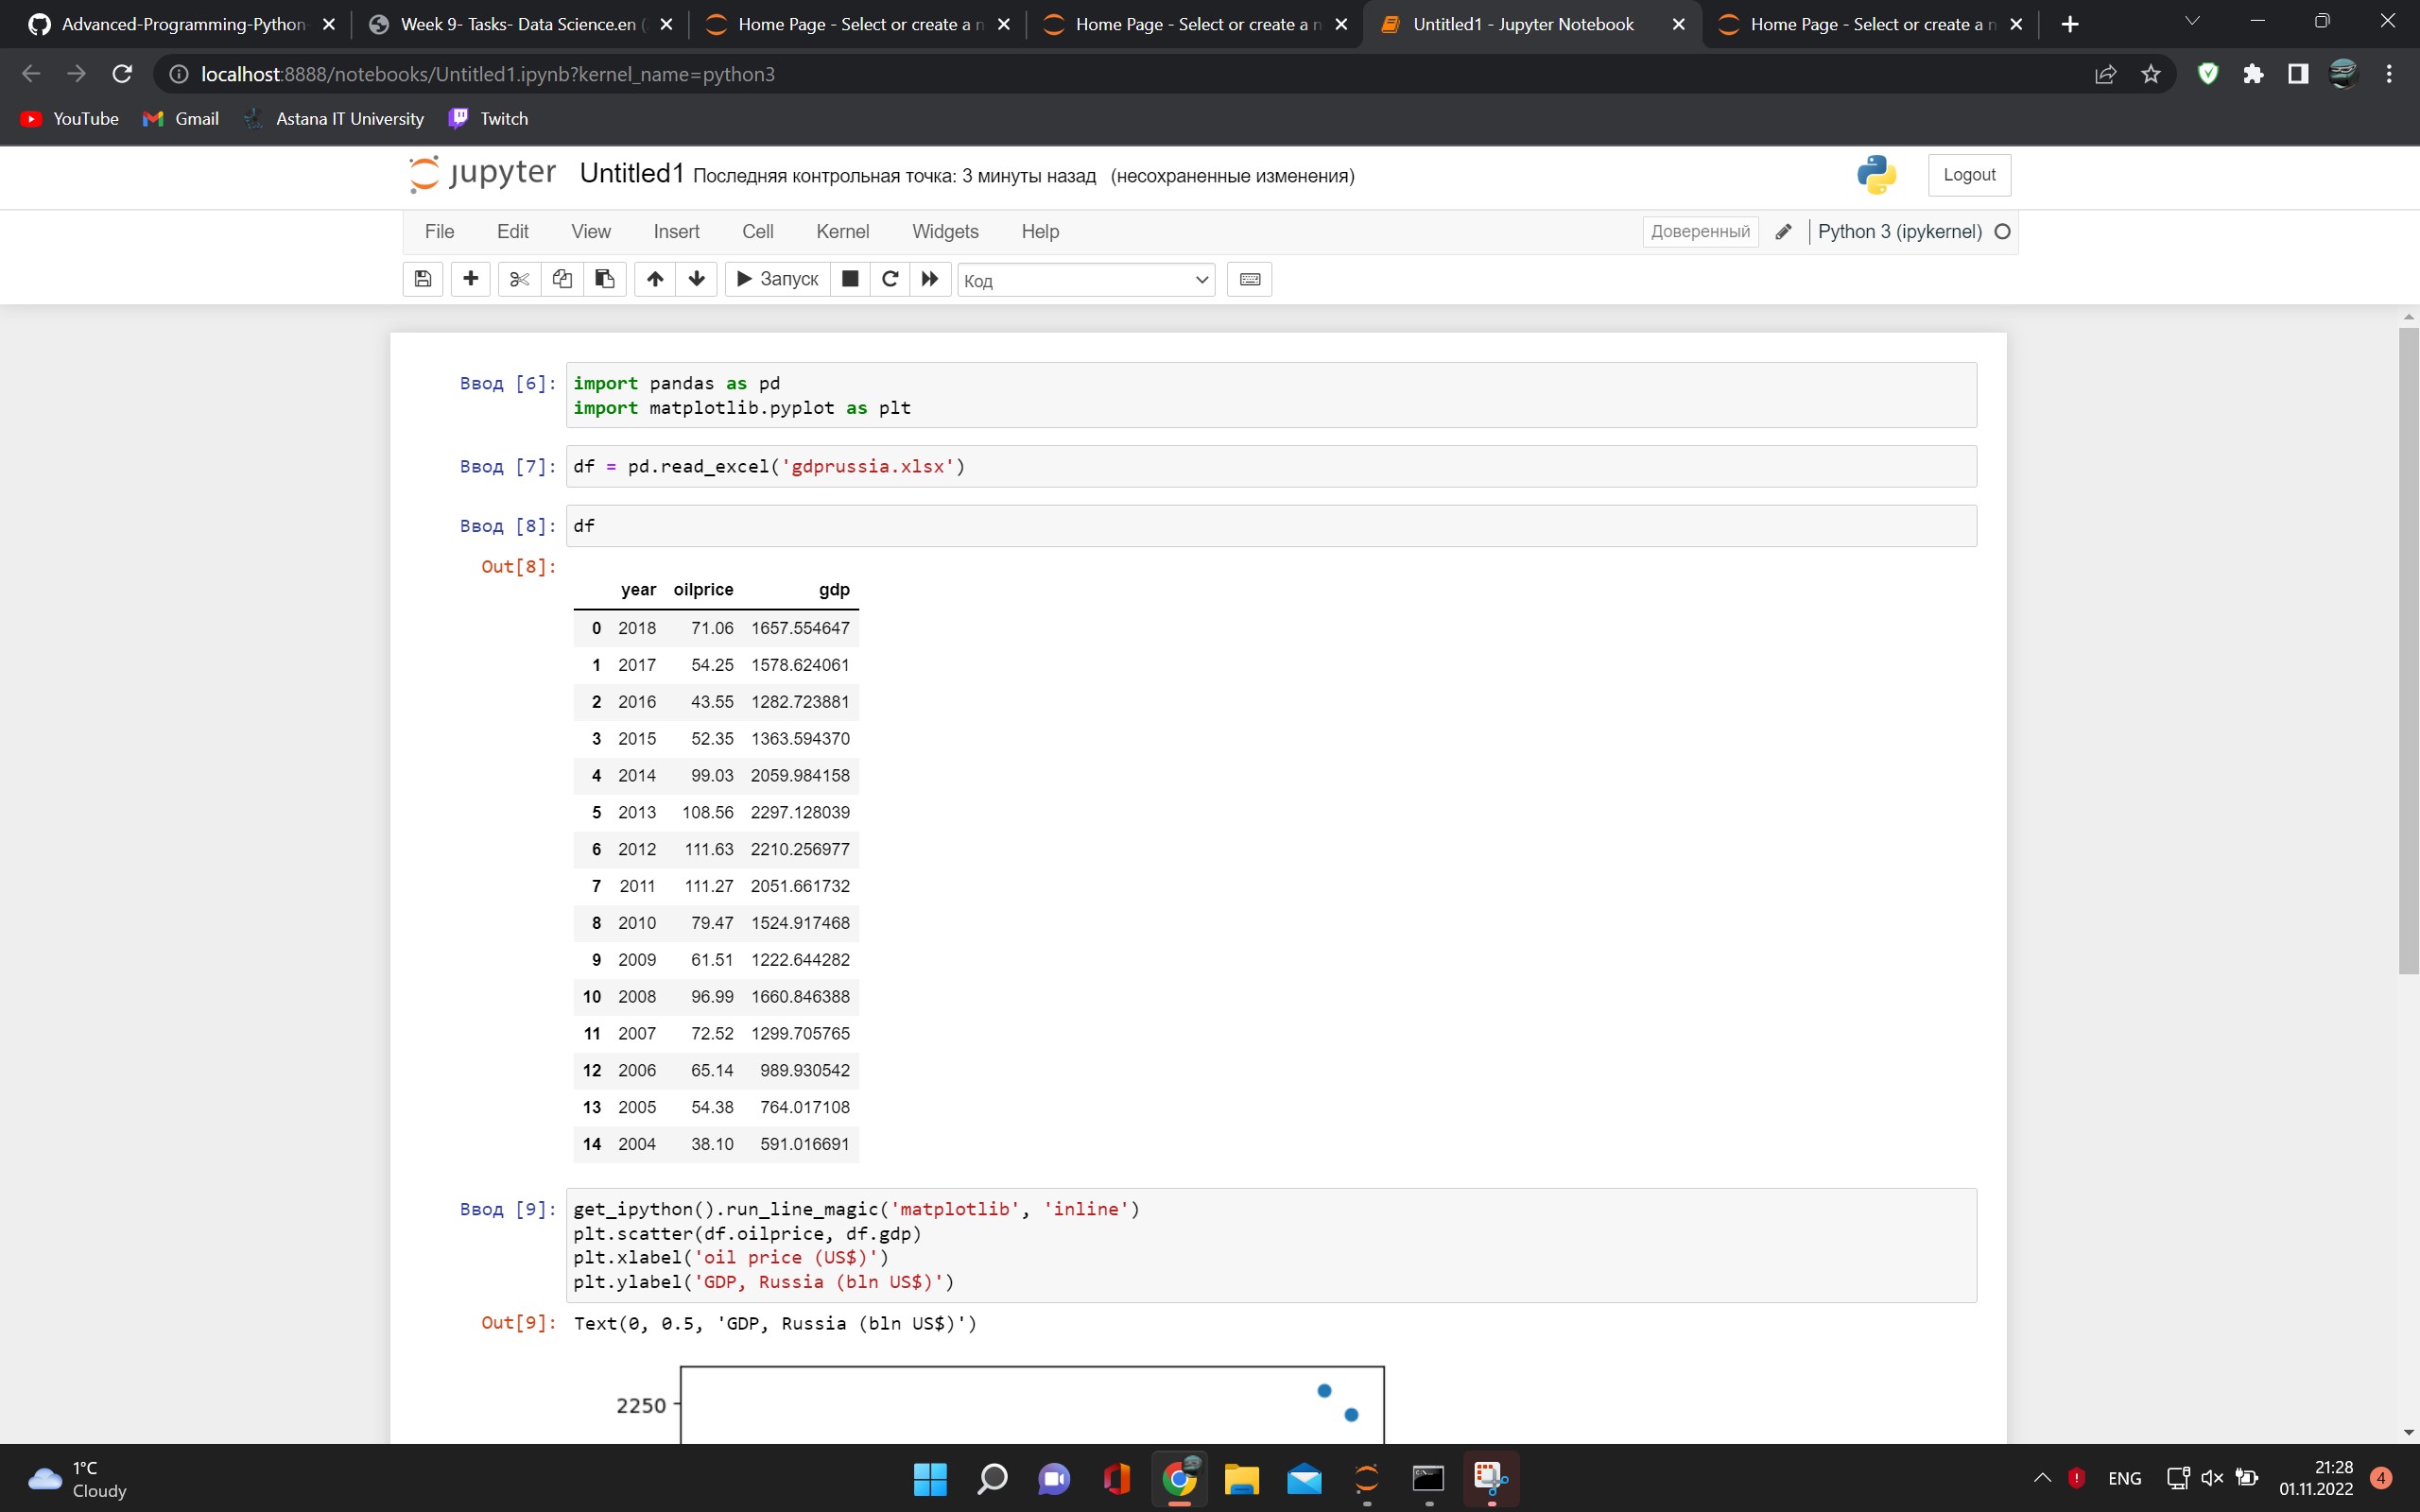 Advanced-Programming-Python-
Week 9- Tasks- Data Science.en (
Home Page - Select or create a n
Home Page - Select or create a n
Untitled1 - Jupyter Notebook
Home Page - Select or create a n
localhost:8888/notebooks/Untitled1.ipynb?kernel_name=python3
YouTube Gmail Astana IT University Twitch
jupyter Untitled1 Последняя контрольная точка: 3 минуты назад (несохраненные изменения)
Logout
File Edit View Insert Cell Kernel Widgets Help
Доверенный Python 3 (ipykernel)
Запуск Код
Ввод [6]: import pandas as pd
import matplotlib.pyplot as plt
Ввод [7]: df = pd.read_excel('gdprussia.xlsx')
Ввод [8]: df
Out[8]:
year oilprice gdp
0 2018 71.06 1657.554647
1 2017 54.25 1578.624061
2 2016 43.55 1282.723881
3 2015 52.35 1363.594370
4 2014 99.03 2059.984158
5 2013 108.56 2297.128039
6 2012 111.63 2210.256977
7 2011 111.27 2051.661732
8 2010 79.47 1524.917468
9 2009 61.51 1222.644282
10 2008 96.99 1660.846388
11 2007 72.52 1299.705765
12 2006 65.14 989.930542
13 2005 54.38 764.017108
14 2004 38.10 591.016691
Ввод [9]: get_ipython().run_line_magic('matplotlib', 'inline')
plt.scatter(df.oilprice, df.gdp)
plt.xlabel('oil price (US$)')
plt.ylabel('GDP, Russia (bln US$)')
Out[9]: Text(0, 0.5, 'GDP, Russia (bln US$)')
2250
1°C
Cloudy
ENG
21:28
01.11.2022
4